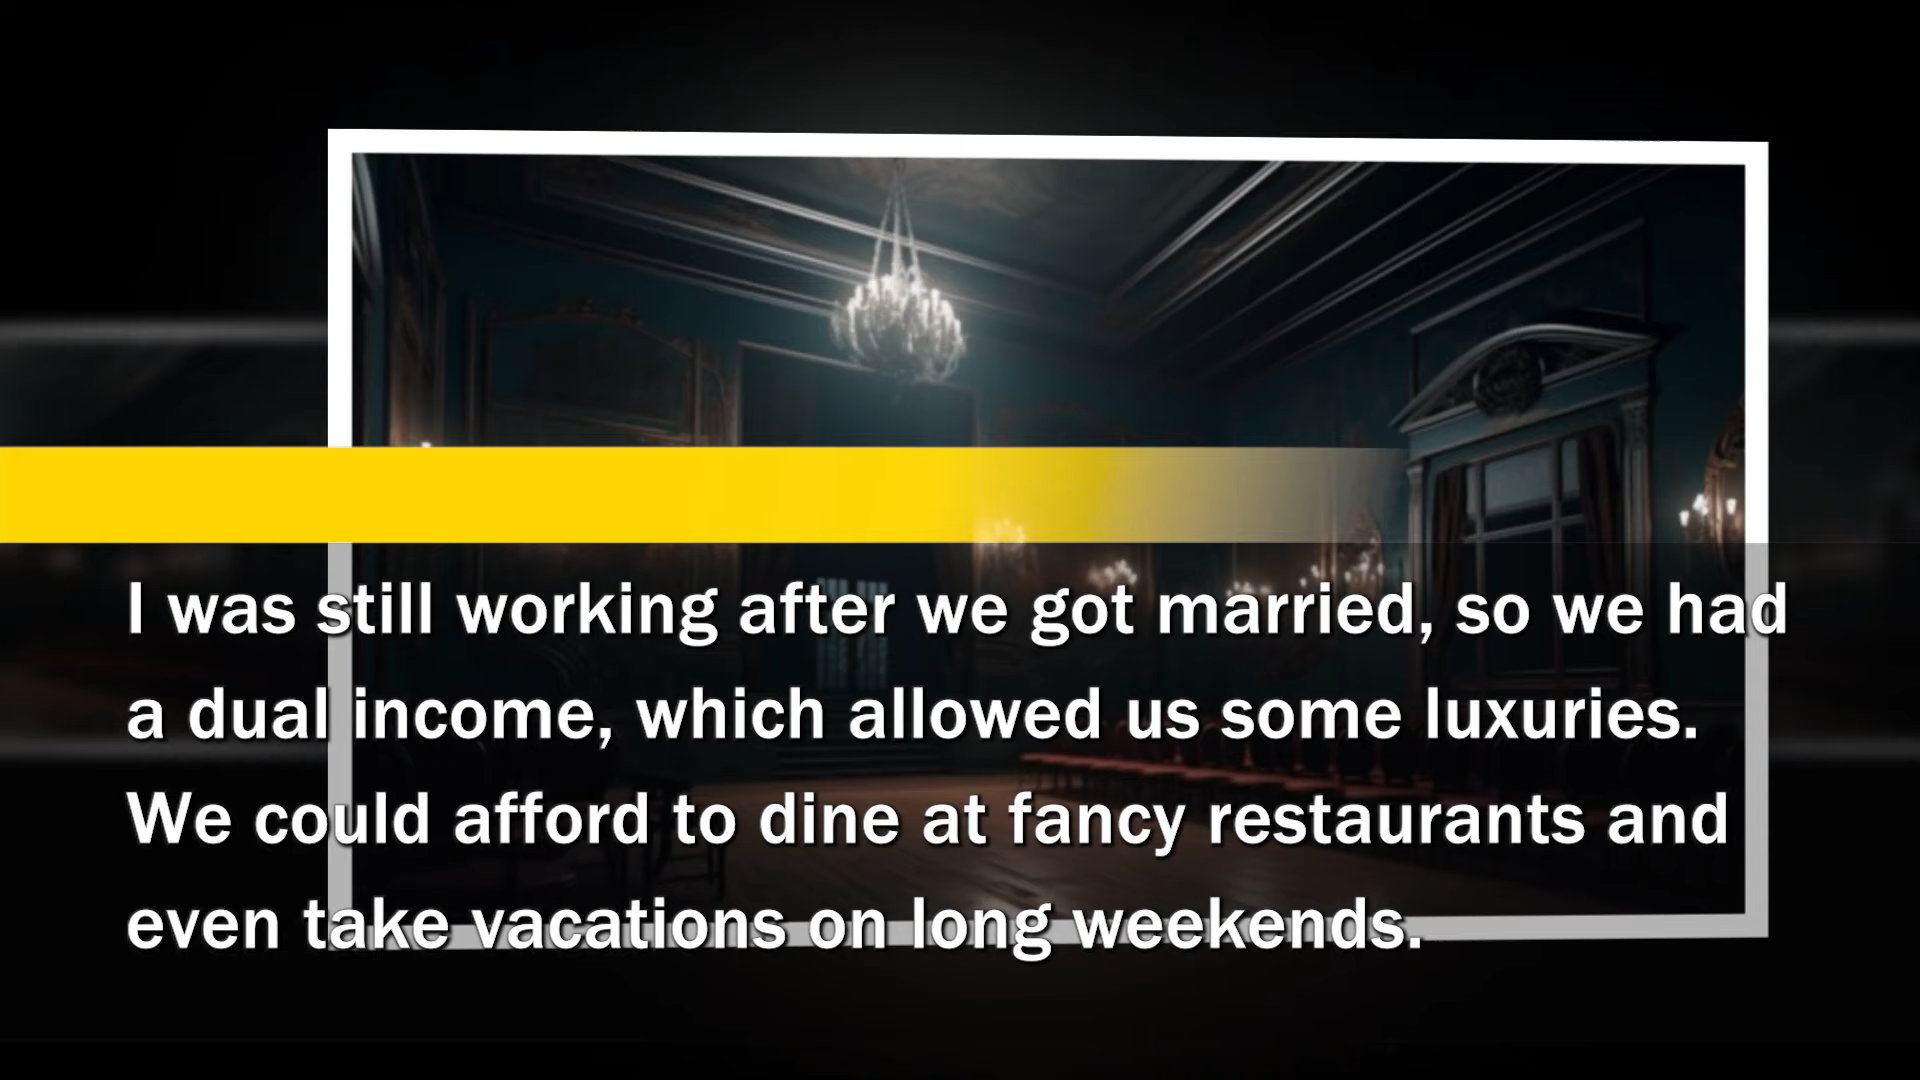 I was still working after we got married, so we had
a dual income, which allowed us some luxuries.
We could afford to dine at fancy restaurants and
even take vacations on long weekends.